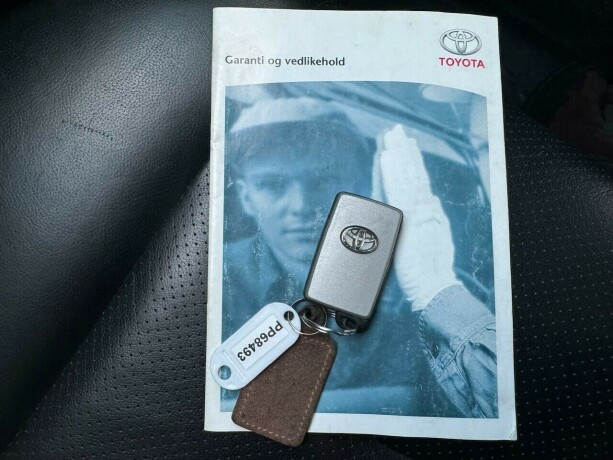 Garanti og vedlikehold
TOYOTA
PP68493